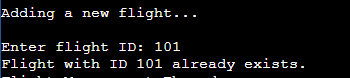 Adding a new flight...
Enter flight ID: 101
Flight with ID 101 already exists.